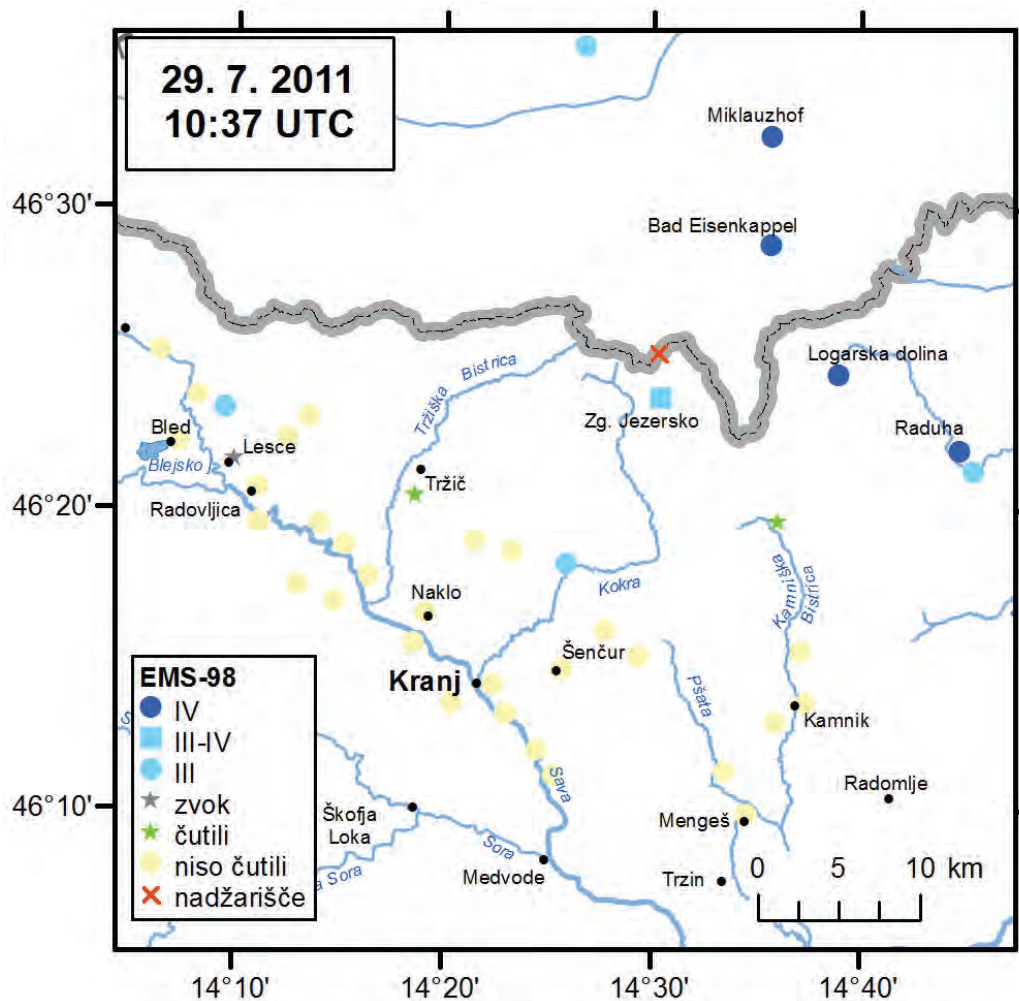 29. 7. 2011
10:37 UTC
Miklauzhof
46°30'
Bad Eisenkappel
Logarska dolina
Tržiška Bistrica
Zg. Jezersko
Bled
Lesce
Raduha
Blejsko j.
Tržič
46°20'
Radovljica
Kokra
Kamniška
Bistrica
Naklo
Šenčur
EMS-98
Kranj
IV
Pšata
III-IV
Kamnik
III
zvok
Sava
Radomlje
46°10'
Škofja
Loka
čutili
Mengeš
0 5 10 km
Sora
niso čutili
Medvode
Trzin
a Sora
nadžarišče
14°10' 14°20' 14°30' 14°40'